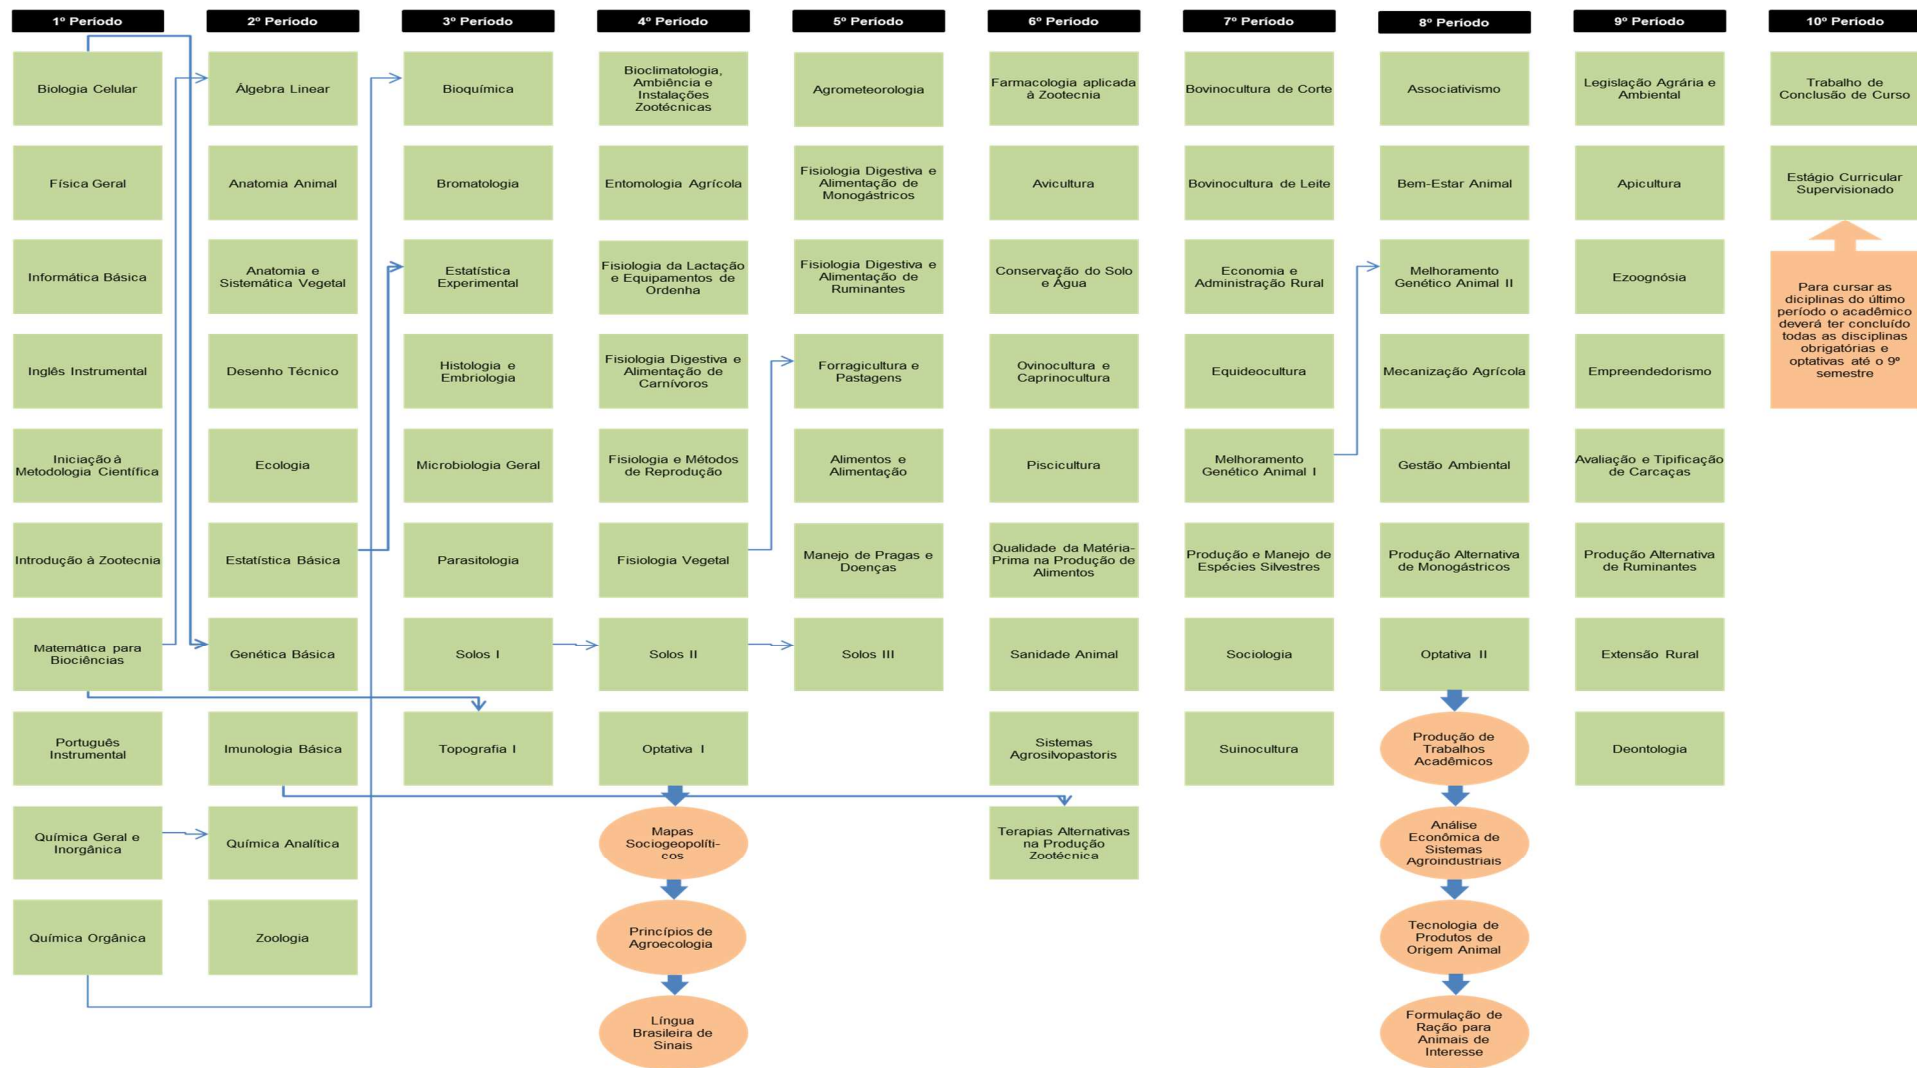 1º Período
2º Período
3º Período
4º Período
5º Período
6º Período
7º Período
8º Período
9º Período
10º Período
Biologia Celular
Física Geral
Informática Básica
Inglês Instrumental
Iniciação à
Metodologia Científica
Introdução à Zootecnia
Matemática para
Biociências
Português
Instrumental
Química Geral e
Inorgânica
Química Orgânica
Álgebra Linear
Anatomia Animal
Anatomia e
Sistemática Vegetal
Desenho Técnico
Ecologia
Estatística Básica
Genética Básica
Imunologia Básica
Química Analítica
Zoologia
Bioquímica
Bromatologia
Estatística
Experimental
Histologia e
Embriologia
Microbiologia Geral
Parasitologia
Solos I
Topografia I
Bioclimatologia,
Ambiência e
Instalações
Zootécnicas
Entomologia Agrícola
Fisiologia da Lactação
e Equipamentos de
Ordenha
Fisiologia Digestiva e
Alimentação de
Carnívoros
Fisiologia e Métodos
de Reprodução
Fisiologia Vegetal
Solos II
Optativa I
Mapas
Sociogeopolíti-
cos
Princípios de
Agroecologia
Língua
Brasileira de
Sinais
Agrometeorologia
Fisiologia Digestiva e
Alimentação de
Monogástricos
Fisiologia Digestiva e
Alimentação de
Ruminantes
Forragicultura e
Pastagens
Alimentos e
Alimentação
Manejo de Pragas e
Doenças
Solos III
Farmacologia aplicada
à Zootecnia
Avicultura
Conservação do Solo
e Água
Ovinocultura e
Caprinocultura
Piscicultura
Qualidade da Matéria-
Prima na Produção de
Alimentos
Sanidade Animal
Sistemas
Agrosilvopastoris
Terapias Alternativas
na Produção
Zootécnica
Bovinocultura de Corte
Bovinocultura de Leite
Economia e
Administração Rural
Equideocultura
Melhoramento
Genético Animal I
Produção e Manejo de
Espécies Silvestres
Sociologia
Suinocultura
Associativismo
Bem-Estar Animal
Melhoramento
Genético Animal II
Mecanização Agrícola
Gestão Ambiental
Produção Alternativa
de Monogástricos
Optativa II
Produção de
Trabalhos
Acadêmicos
Análise
Econômica de
Sistemas
Agroindustriais
Tecnologia de
Produtos de
Origem Animal
Formulação de
Ração para
Animais de
Interesse
Legislação Agrária e
Ambiental
Apicultura
Ezoognósia
Empreendedorismo
Avaliação e Tipificação
de Carcaças
Produção Alternativa
de Ruminantes
Extensão Rural
Deontologia
Trabalho de
Conclusão de Curso
Estágio Curricular
Supervisionado
Para cursar as
diciplinas do último
período o acadêmico
deverá ter concluído
todas as disciplinas
obrigatórias e
optativas até o 9º
semestre